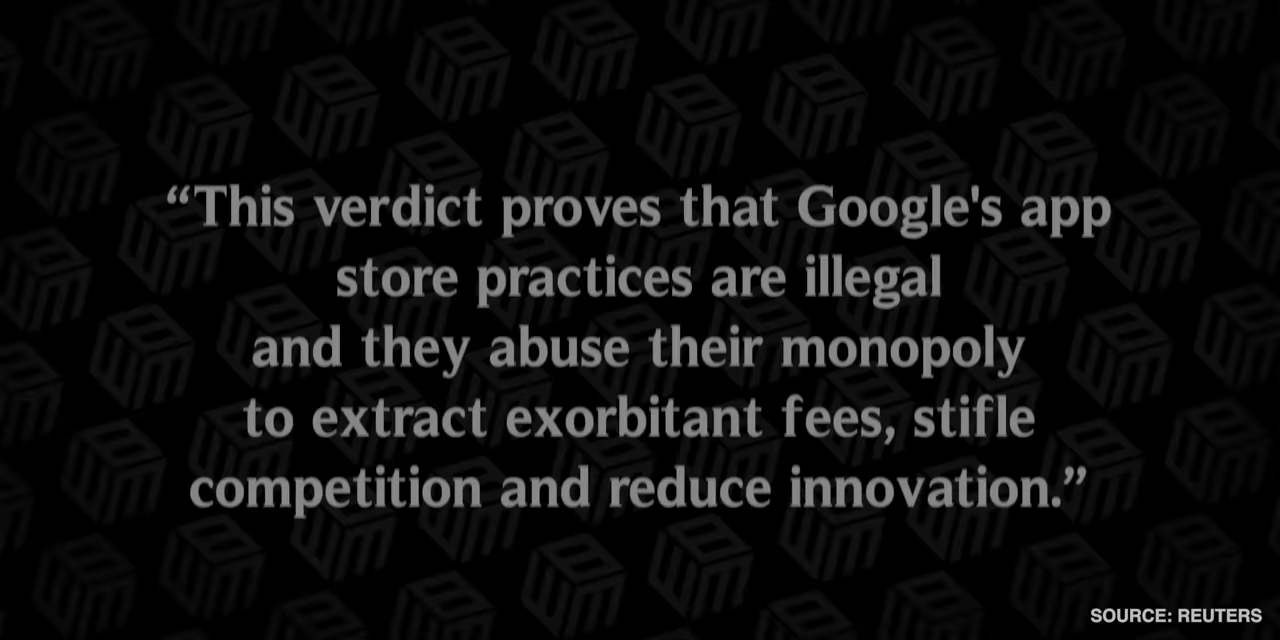 “This verdict proves that Google's app
store practices are illegal
and they abuse their monopoly
to extract exorbitant fees, stifle
competition and reduce innovation.”
SOURCE: REUTERS